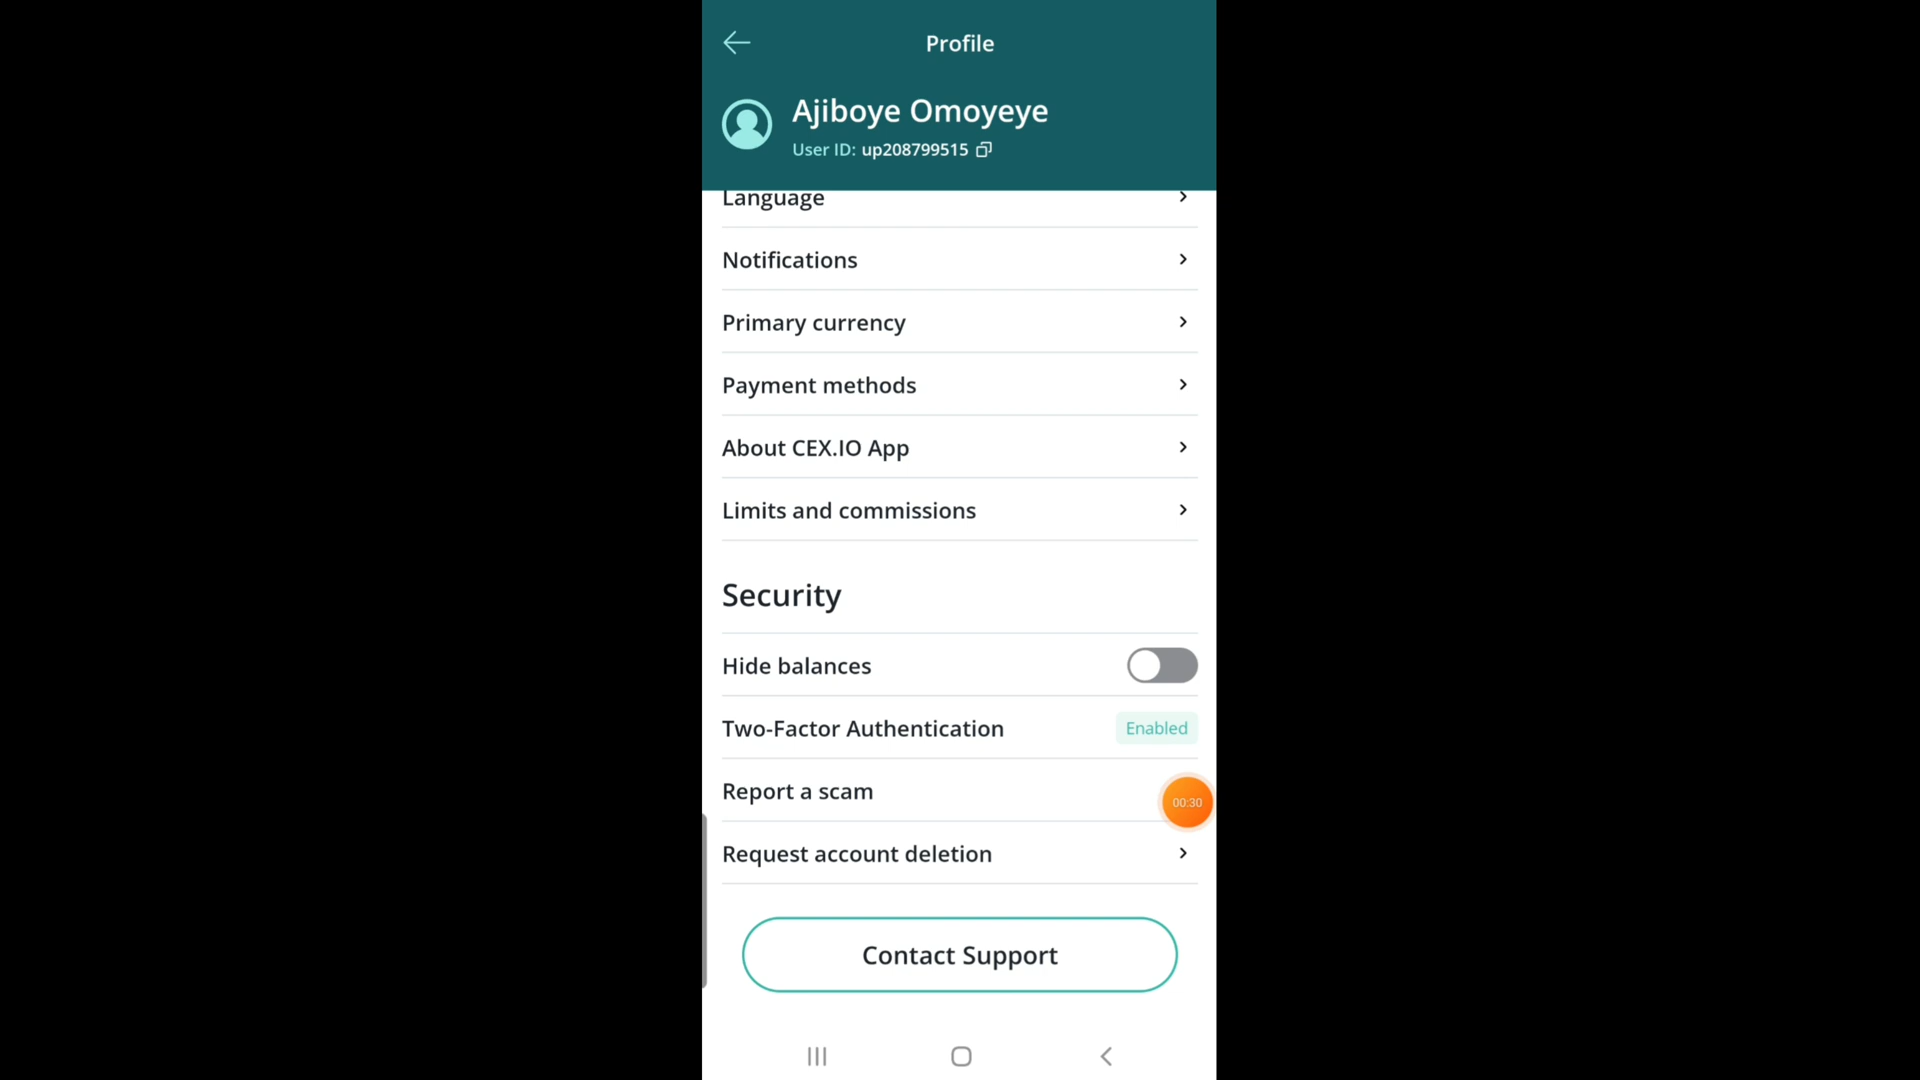 Profile
Ajiboye Omoyeye
User ID: up208799515
Language
Notifications
Primary currency
Payment methods
About CEX.IO App
Limits and commissions
Security
Hide balances
Two-Factor Authentication Enabled
Report a scam
00:30
Request account deletion
Contact Support